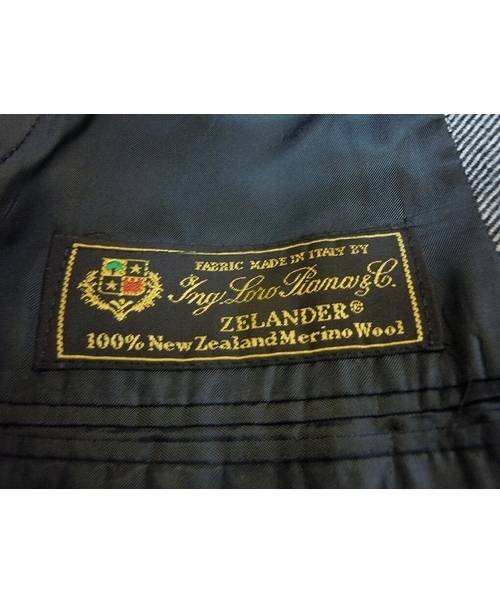 FABRIC MADE IN ITALY BY
Ing. Loro Piana & C.
ZELANDER®
100% New Zealand Merino Wool